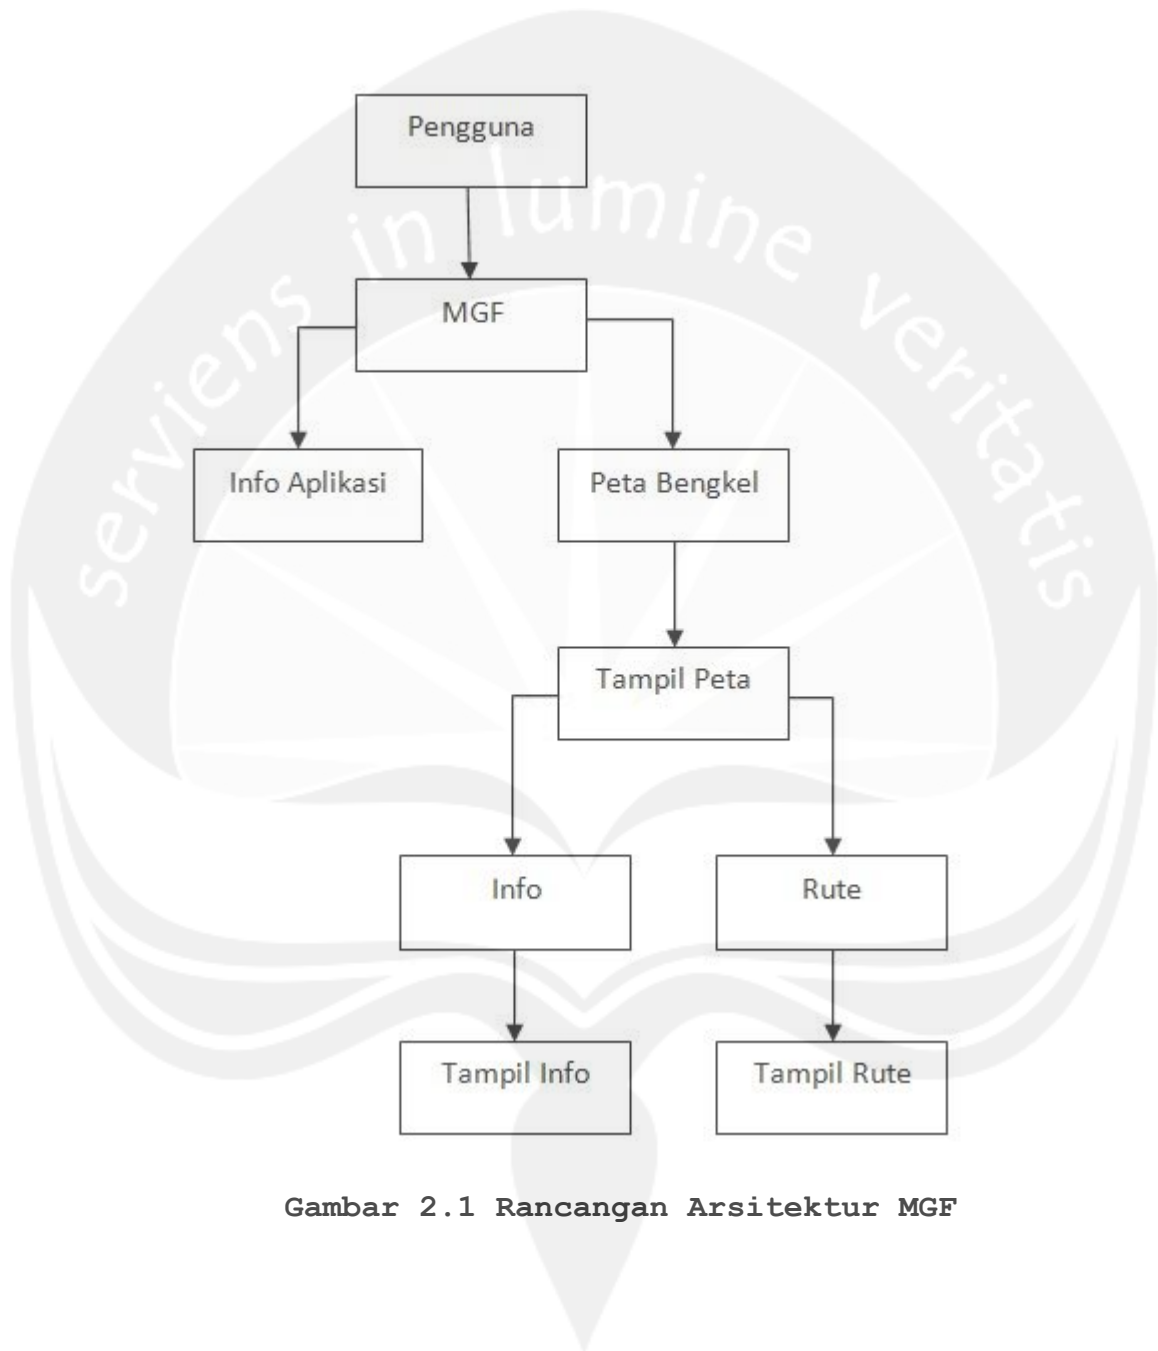 Pengguna
serviens in lumine veritatis
MGF
Info Aplikasi
Peta Bengkel
Tampil Peta
Info
Rute
Tampil Info
Tampil Rute
Gambar 2.1 Rancangan Arsitektur MGF